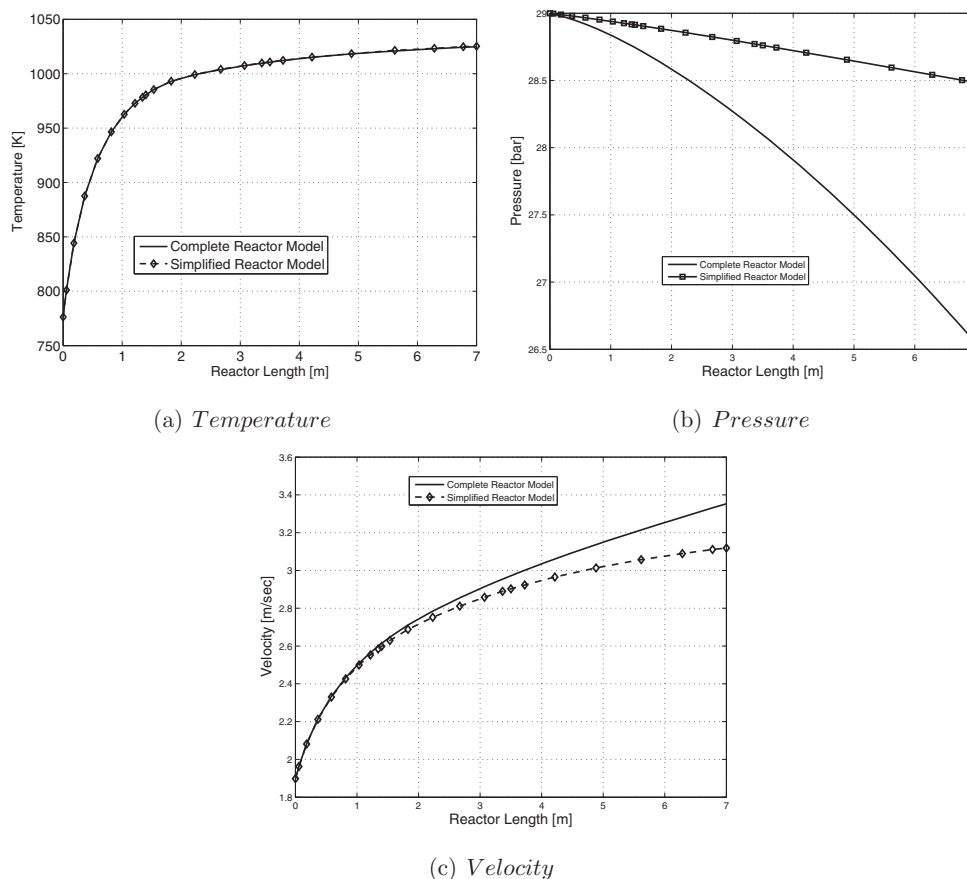 1050
1000
950
900
850
800
750
Temperature [K]
Complete Reactor Model
Simplified Reactor Model
0 1 2 3 4 5 6 7
Reactor Length [m]
(a) Temperature
29
28.5
28
27.5
27
26.5
Pressure [bar]
Complete Reactor Model
Simplified Reactor Model
0 1 2 3 4 5 6
Reactor Length [m]
(b) Pressure
3.6
3.4
3.2
3
2.8
2.6
2.4
2.2
2
1.8
Velocity [m/sec]
Complete Reactor Model
Simplified Reactor Model
0 1 2 3 4 5 6 7
Reactor Length [m]
(c) Velocity